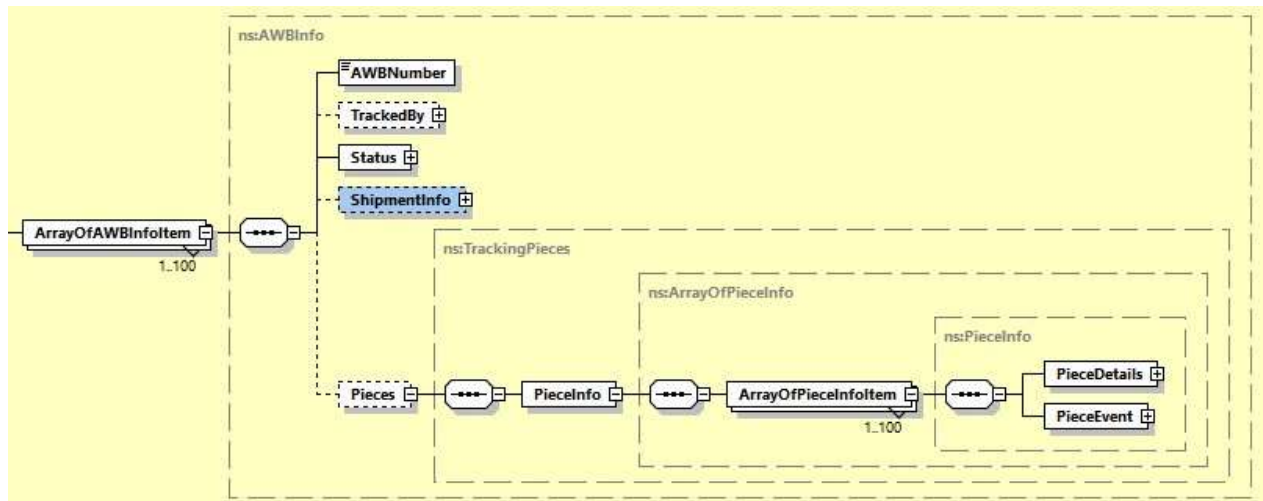 ns:AWBInfo
AWBNumber
TrackedBy
Status
ShipmentInfo
ArrayOfAWBInfoItem
1..100
ns:TrackingPieces
ns:ArrayOfPieceInfo
ns:PieceInfo
Pieces
PieceInfo
ArrayOfPieceInfoItem
1..100
PieceDetails
PieceEvent